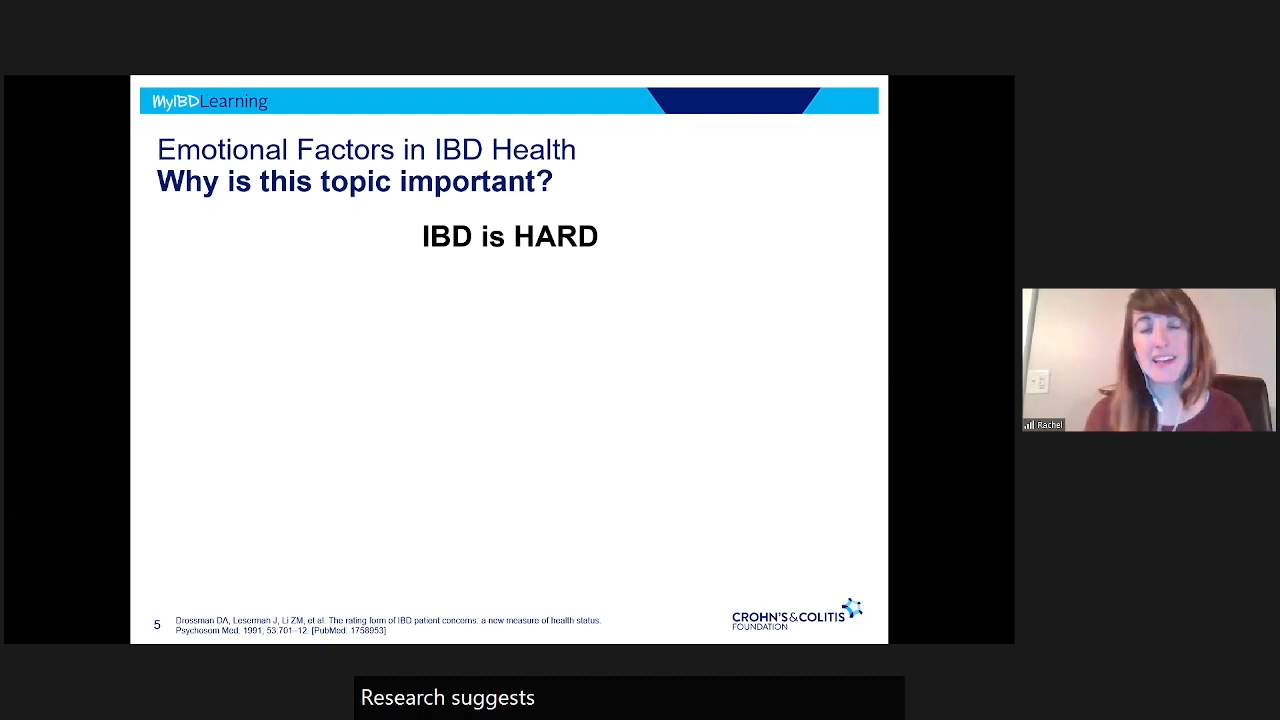 MyIBDLearning
Emotional Factors in IBD Health
Why is this topic important?
IBD is HARD
Rachel
5
Drossman DA, Leserman J, Li ZM, et al. The rating form of IBD patient concerns: a new measure of health status.
Psychosom Med. 1991; 53:701–12. [PubMed: 1758953]
CROHN'S&COLITIS
FOUNDATION
Research suggests